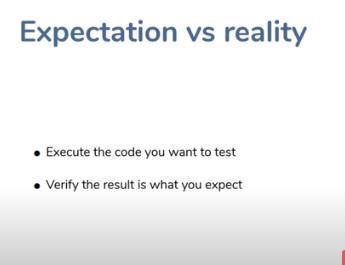 Expectation vs reality
• Execute the code you want to test
• Verify the result is what you expect